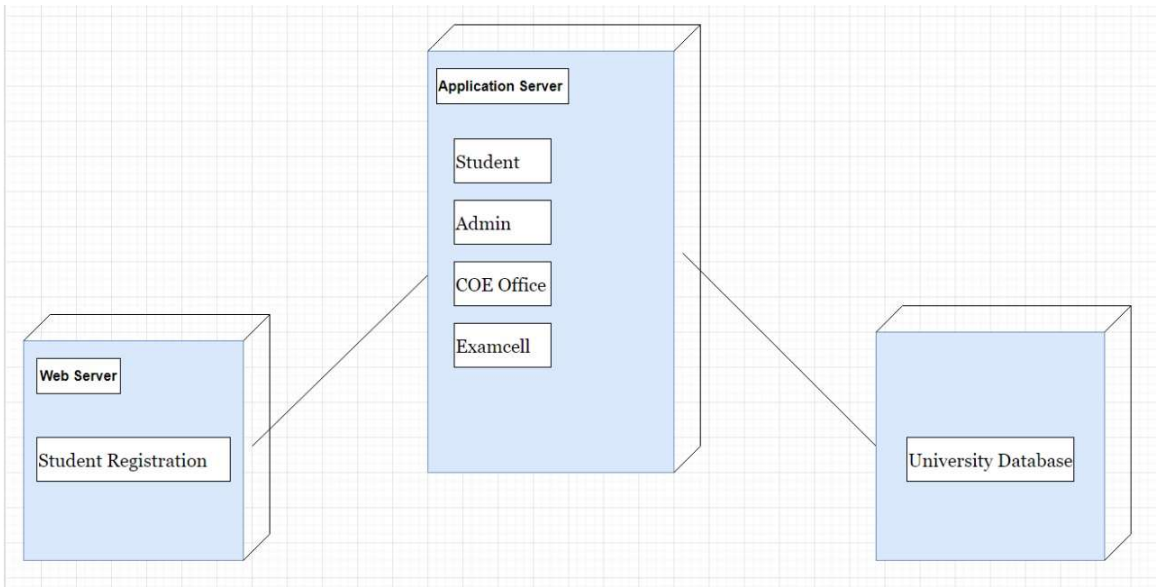 Application Server
Student
Admin
COE Office
Examcell
Web Server
Student Registration
University Database